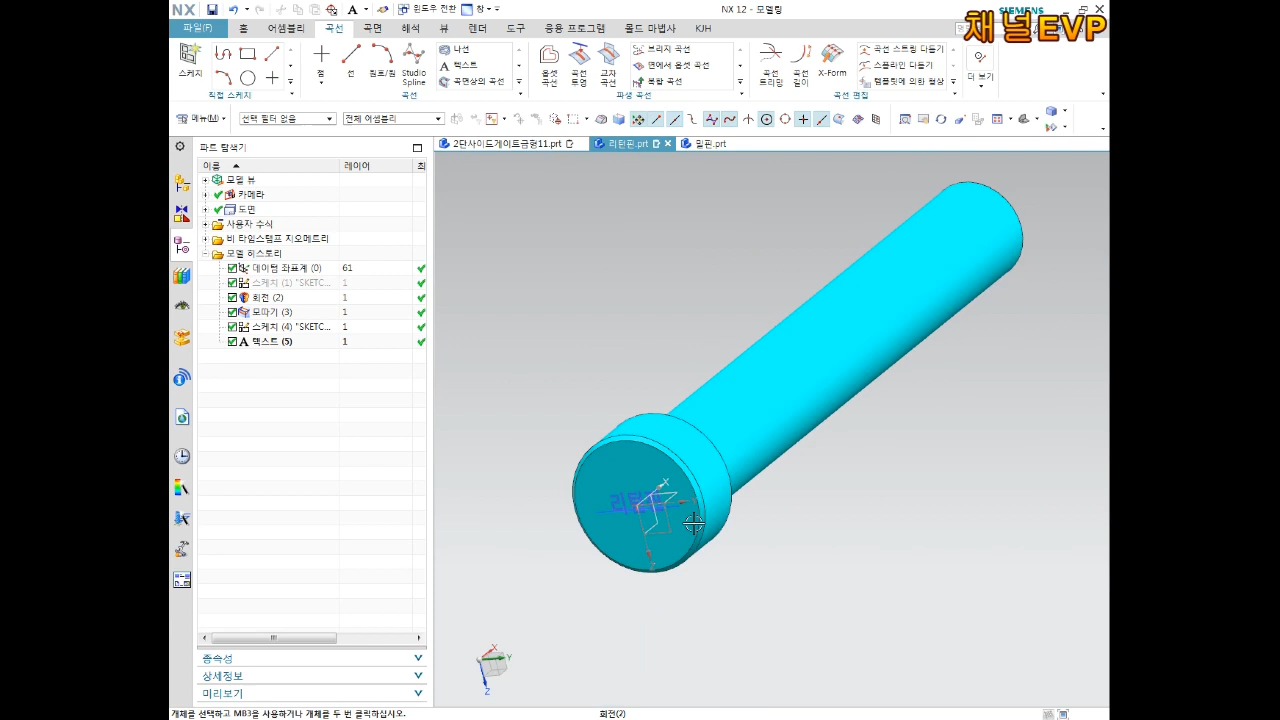 NX
윈도우 전환
창
NX 12 - 모델링
SIEMENS
채널EVP
파일(F)
홈
어셈블리
곡선
곡면
해석
뷰
렌더
도구
응용 프로그램
몰드 마법사
KJH
스케치
점
선
원호/원
Studio Spline
나선
텍스트
곡면상의 곡선
옵셋 곡선
곡선 투영
교차 곡선
브리지 곡선
면에서 옵셋 곡선
복합 곡선
곡선 트리밍
곡선 길이
X-Form
곡선 스트링 다듬기
스플라인 다듬기
템플릿에 의한 형상
더 보기
직접 스케치
곡선
파생 곡선
곡선 편집
메뉴(M)
선택 필터 없음
전체 어셈블리
파트 탐색기
2단사이드게이트금형11.prt
리턴핀.prt
밀핀.prt
이름
레이어
최
모델 뷰
카메라
도면
사용자 수식
비 타임스탬프 지오메트리
모델 히스토리
데이텀 좌표계 (0) 61
스케치 (1) "SKETC... 1
회전 (2) 1
모따기 (3) 1
스케치 (4) "SKETC... 1
텍스트 (5) 1
리턴핀
X
X
Y
Z
종속성
상세정보
미리보기
개체를 선택하고 MB3을 사용하거나 개체를 두 번 클릭하십시오.
회전(2)